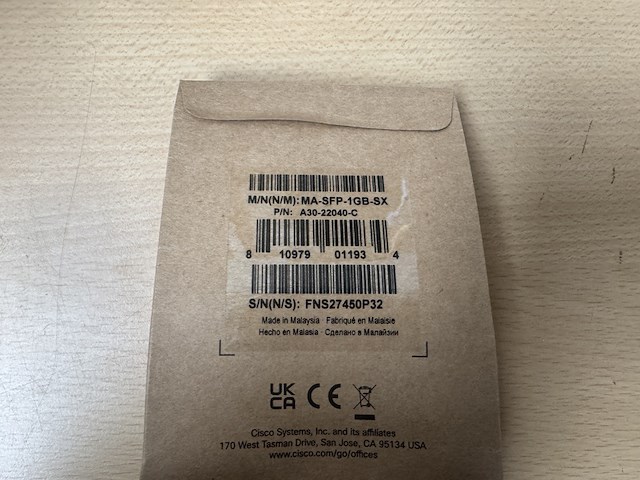 M/N(N/M): MA-SFP-1GB-SX
P/N: A30-22040-C
8 10979 01193 4
S/N(N/S): FNS27450P32
Made in Malaysia · Fabriqué en Malaisie
Hecho en Malasia · Сделано в Малайзии
UK
CA CE
Cisco Systems, Inc. and its affiliates
170 West Tasman Drive, San Jose, CA 95134 USA
www.cisco.com/go/offices